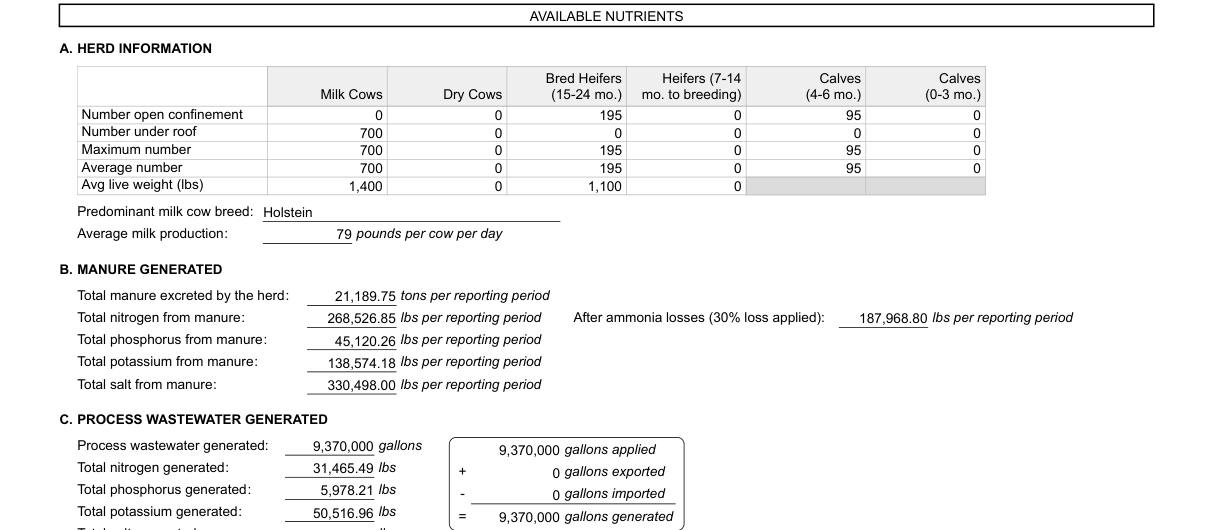 AVAILABLE NUTRIENTS
A. HERD INFORMATION
Milk Cows Dry Cows Bred Heifers (15-24 mo.) Heifers (7-14 mo. to breeding) Calves (4-6 mo.) Calves (0-3 mo.)
Number open confinement 0 0 195 0 95 0
Number under roof 700 0 0 0 0 0
Maximum number 700 0 195 0 95 0
Average number 700 0 195 0 95 0
Avg live weight (lbs) 1,400 0 1,100 0
Predominant milk cow breed: Holstein
Average milk production: 79 pounds per cow per day
B. MANURE GENERATED
Total manure excreted by the herd: 21,189.75 tons per reporting period
Total nitrogen from manure: 268,526.85 lbs per reporting period After ammonia losses (30% loss applied): 187,968.80 lbs per reporting period
Total phosphorus from manure: 45,120.26 lbs per reporting period
Total potassium from manure: 138,574.18 lbs per reporting period
Total salt from manure: 330,498.00 lbs per reporting period
C. PROCESS WASTEWATER GENERATED
Process wastewater generated: 9,370,000 gallons 9,370,000 gallons applied
Total nitrogen generated: 31,465.49 lbs + 0 gallons exported
Total phosphorus generated: 5,978.21 lbs - 0 gallons imported
Total potassium generated: 50,516.96 lbs = 9,370,000 gallons generated